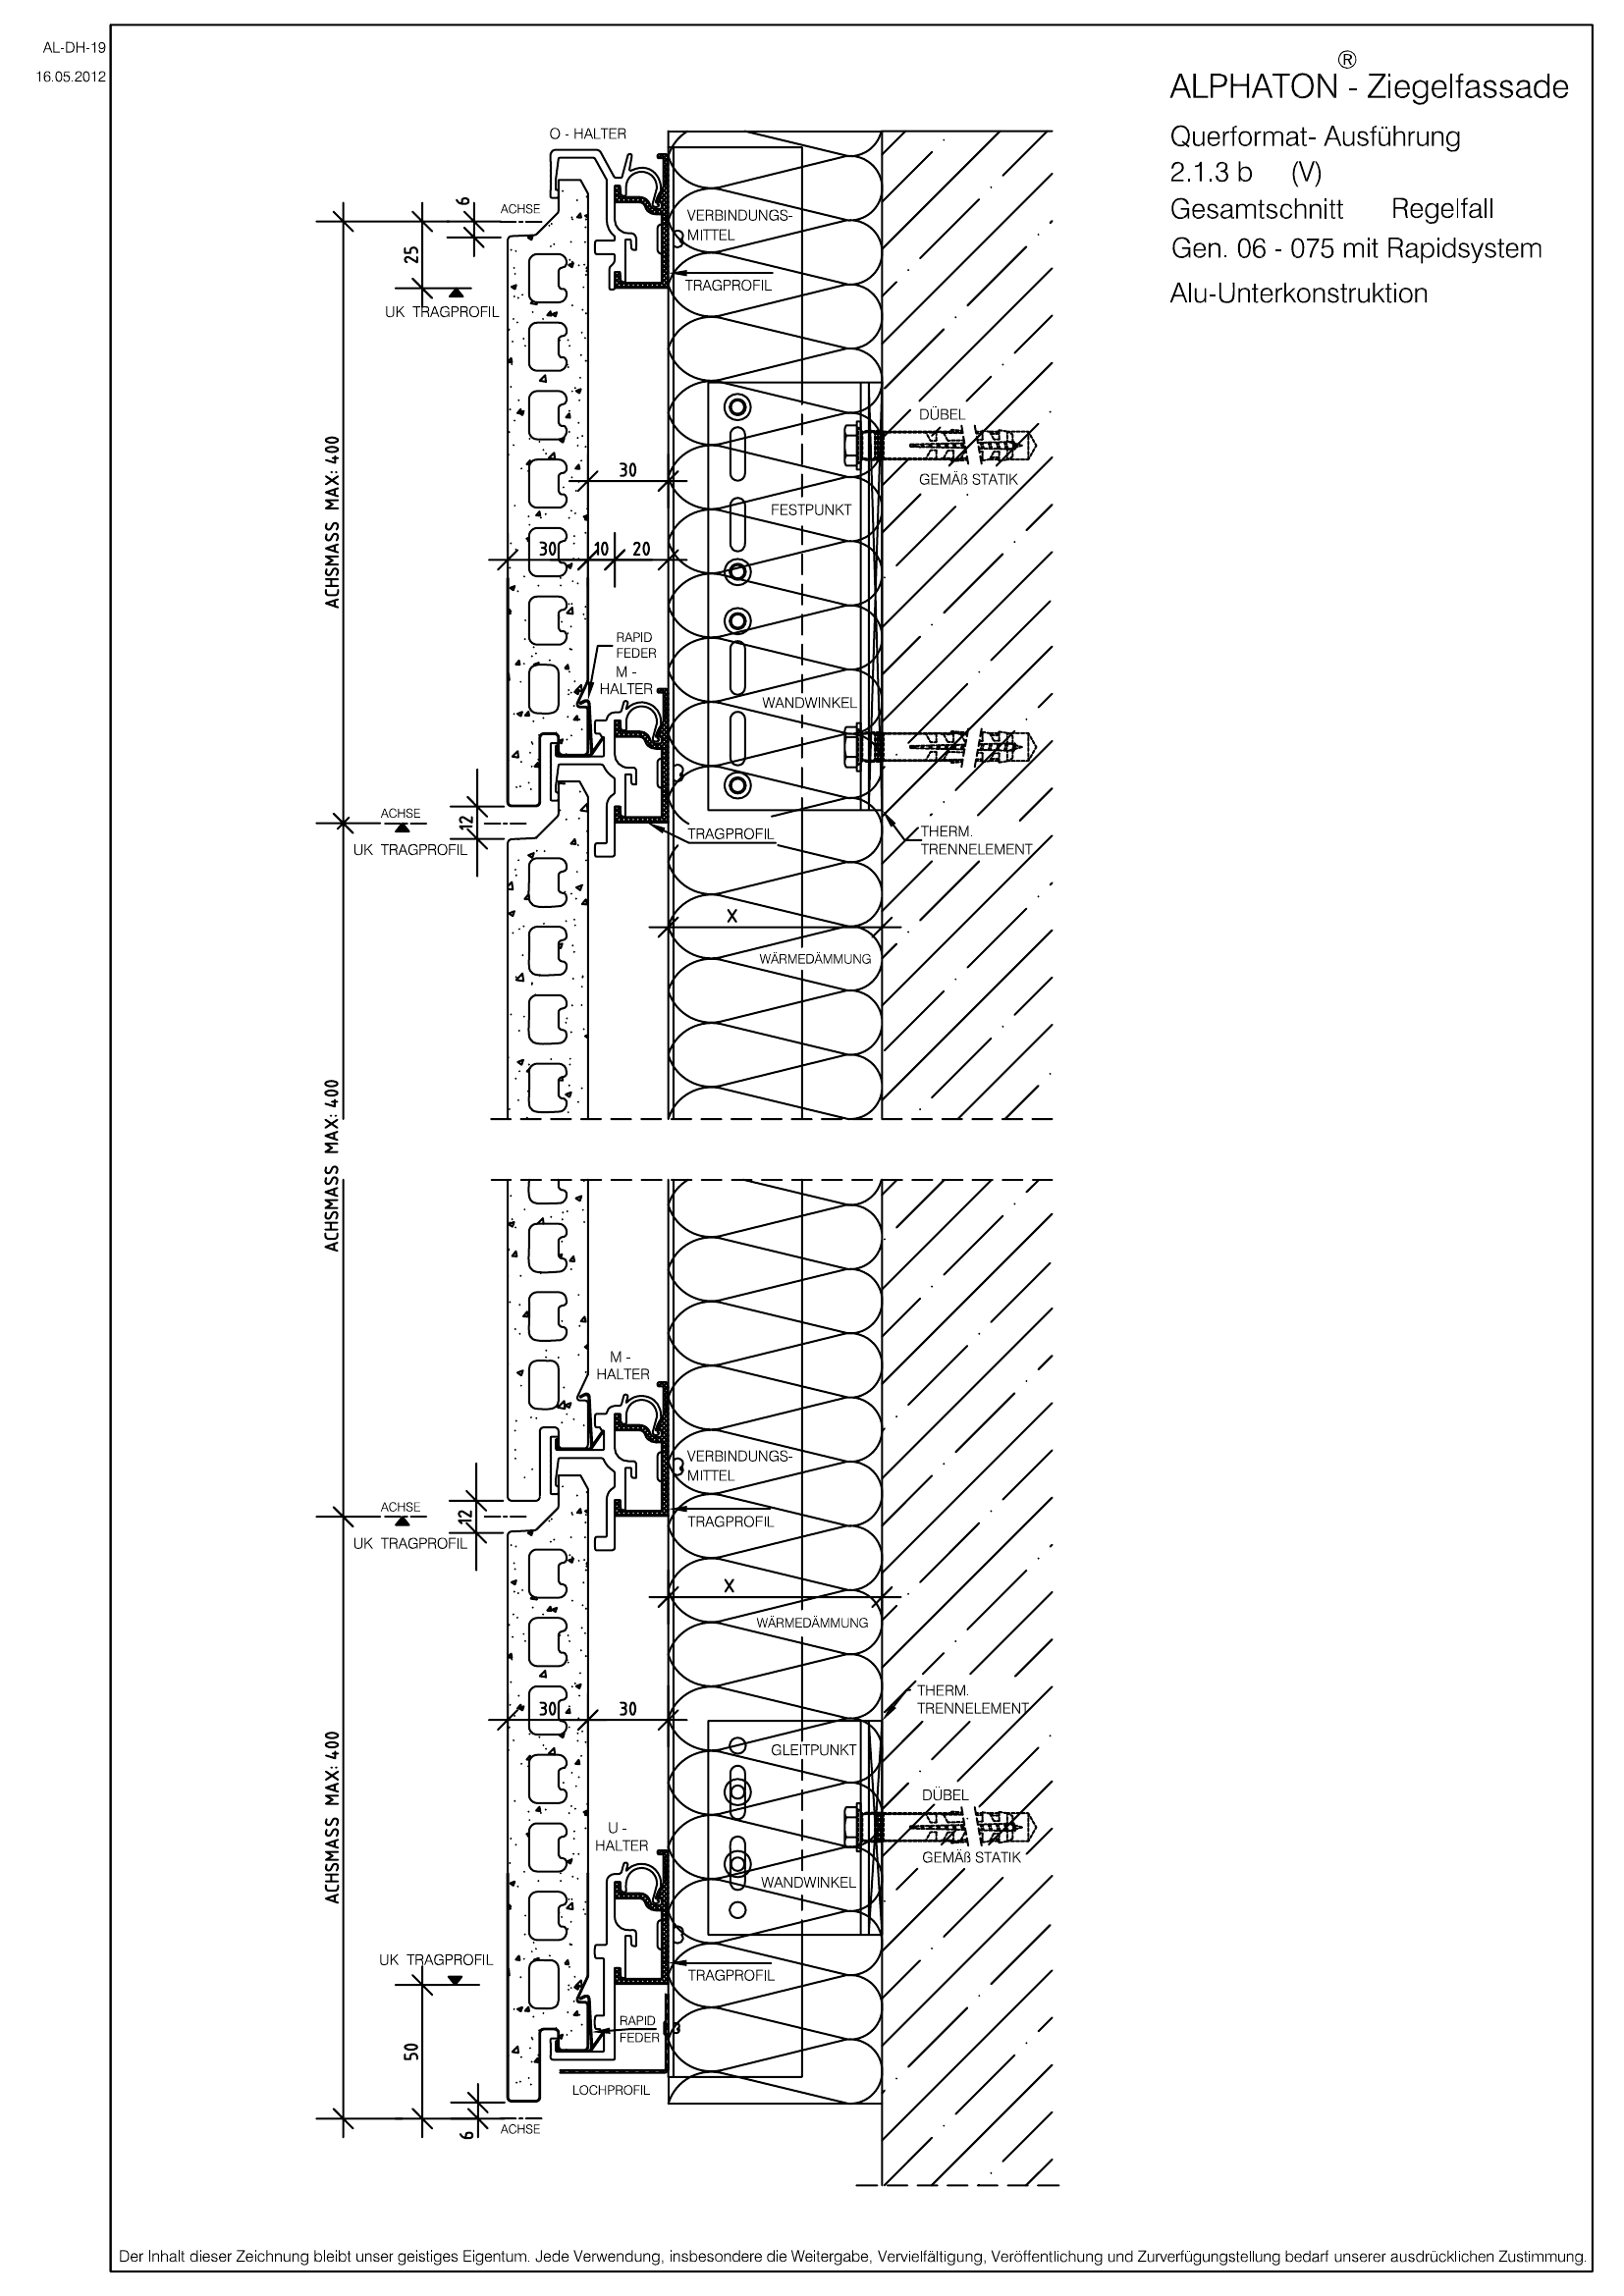 AL-DH-19
16.05.2012
ALPHATON® - Ziegelfassade
Querformat- Ausführung
2.1.3 b (V)
Gesamtschnitt Regelfall
Gen. 06 - 075 mit Rapidsystem
Alu-Unterkonstruktion
O - HALTER
ACHSE
6
25
UK TRAGPROFIL
VERBINDUNGS-
MITTEL
TRAGPROFIL
ACHSMASS MAX: 400
DÜBEL
GEMÄß STATIK
30
FESTPUNKT
30 10 20
RAPID
FEDER
M -
HALTER
WANDWINKEL
ACHSE
12
UK TRAGPROFIL
TRAGPROFIL
THERM.
TRENNELEMENT
X
WÄRMEDÄMMUNG
ACHSMASS MAX: 400
M -
HALTER
VERBINDUNGS-
MITTEL
ACHSE
12
UK TRAGPROFIL
TRAGPROFIL
X
WÄRMEDÄMMUNG
THERM.
TRENNELEMENT
30 30
GLEITPUNKT
DÜBEL
GEMÄß STATIK
ACHSMASS MAX: 400
U -
HALTER
WANDWINKEL
UK TRAGPROFIL
TRAGPROFIL
50
RAPID
FEDER
LOCHPROFIL
6
ACHSE
Der Inhalt dieser Zeichnung bleibt unser geistiges Eigentum. Jede Verwendung, insbesondere die Weitergabe, Vervielfältigung, Veröffentlichung und Zurverfügungstellung bedarf unserer ausdrücklichen Zustimmung.